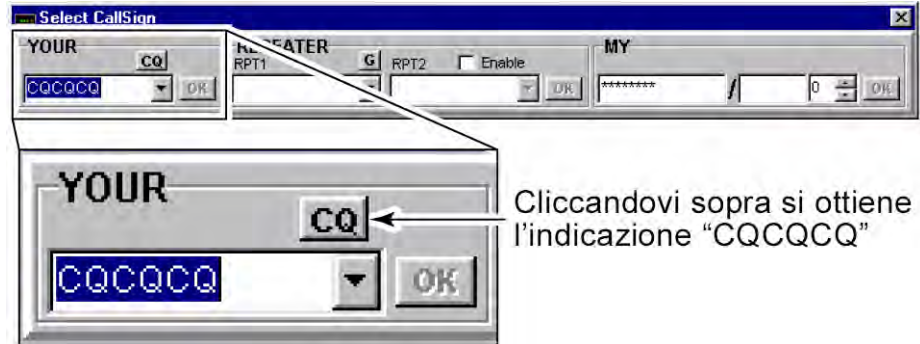 Select CallSign
YOUR
CQ
CQCQCQ
OK
REPEATER
RPT1
G
RPT2
Enable
OK
MY
********
/
0
OK
YOUR
CQ
CQCQCQ
OK
Cliccandovi sopra si ottiene
l'indicazione “CQCQCQ”